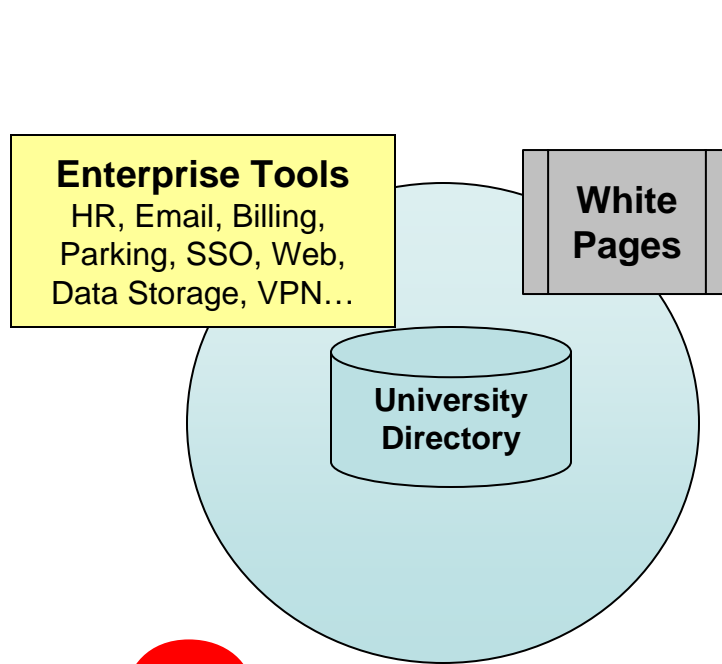 Enterprise Tools
HR, Email, Billing,
Parking, SSO, Web,
Data Storage, VPN…
White
Pages
University
Directory